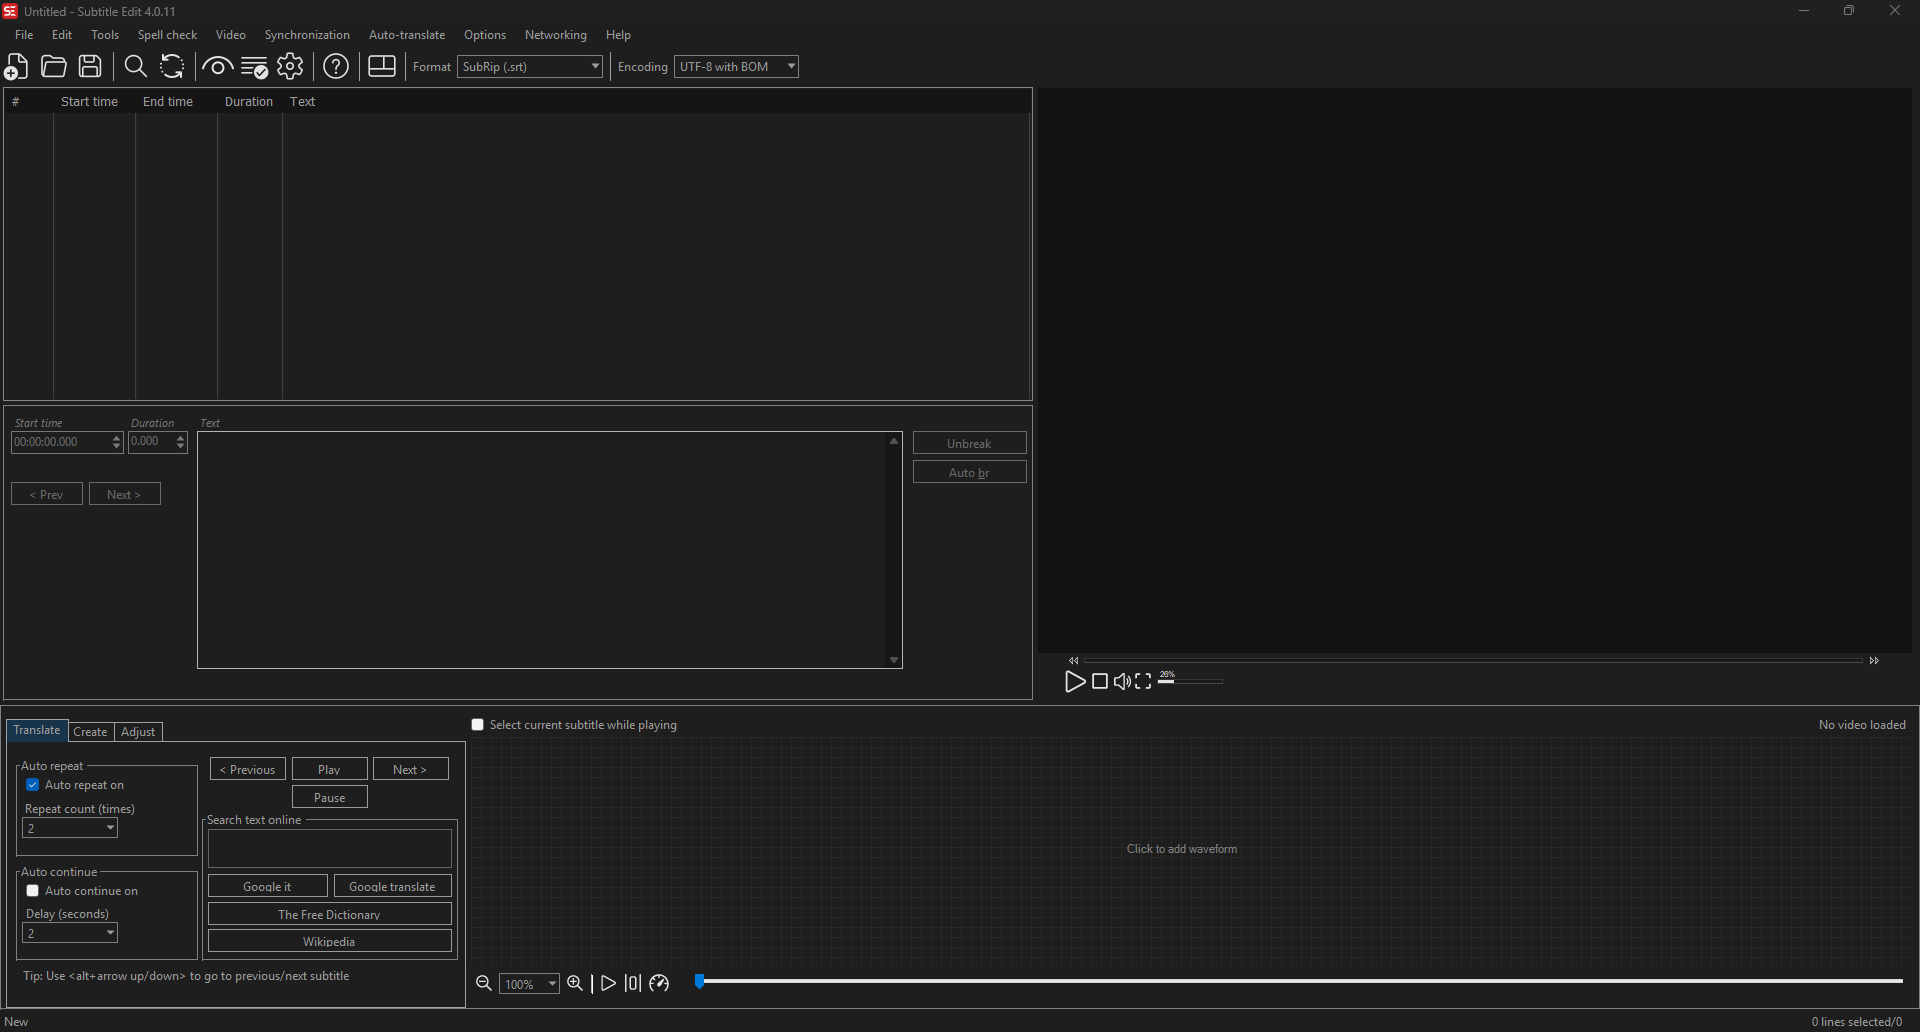 Untitled - Subtitle Edit 4.0.11
File Edit Tools Spell check Video Synchronization Auto-translate Options Networking Help
Format SubRip (.srt) Encoding UTF-8 with BOM
# Start time End time Duration Text
Start time Duration Text
00:00:00.000 0.000
Unbreak
Auto br
< Prev Next >
26%
Translate Create Adjust
Select current subtitle while playing
No video loaded
Auto repeat
Auto repeat on
Repeat count (times)
2
Auto continue
Auto continue on
Delay (seconds)
2
< Previous Play Next >
Pause
Search text online
Google it Google translate
The Free Dictionary
Wikipedia
Tip: Use <alt+arrow up/down> to go to previous/next subtitle
Click to add waveform
100%
New
0 lines selected/0